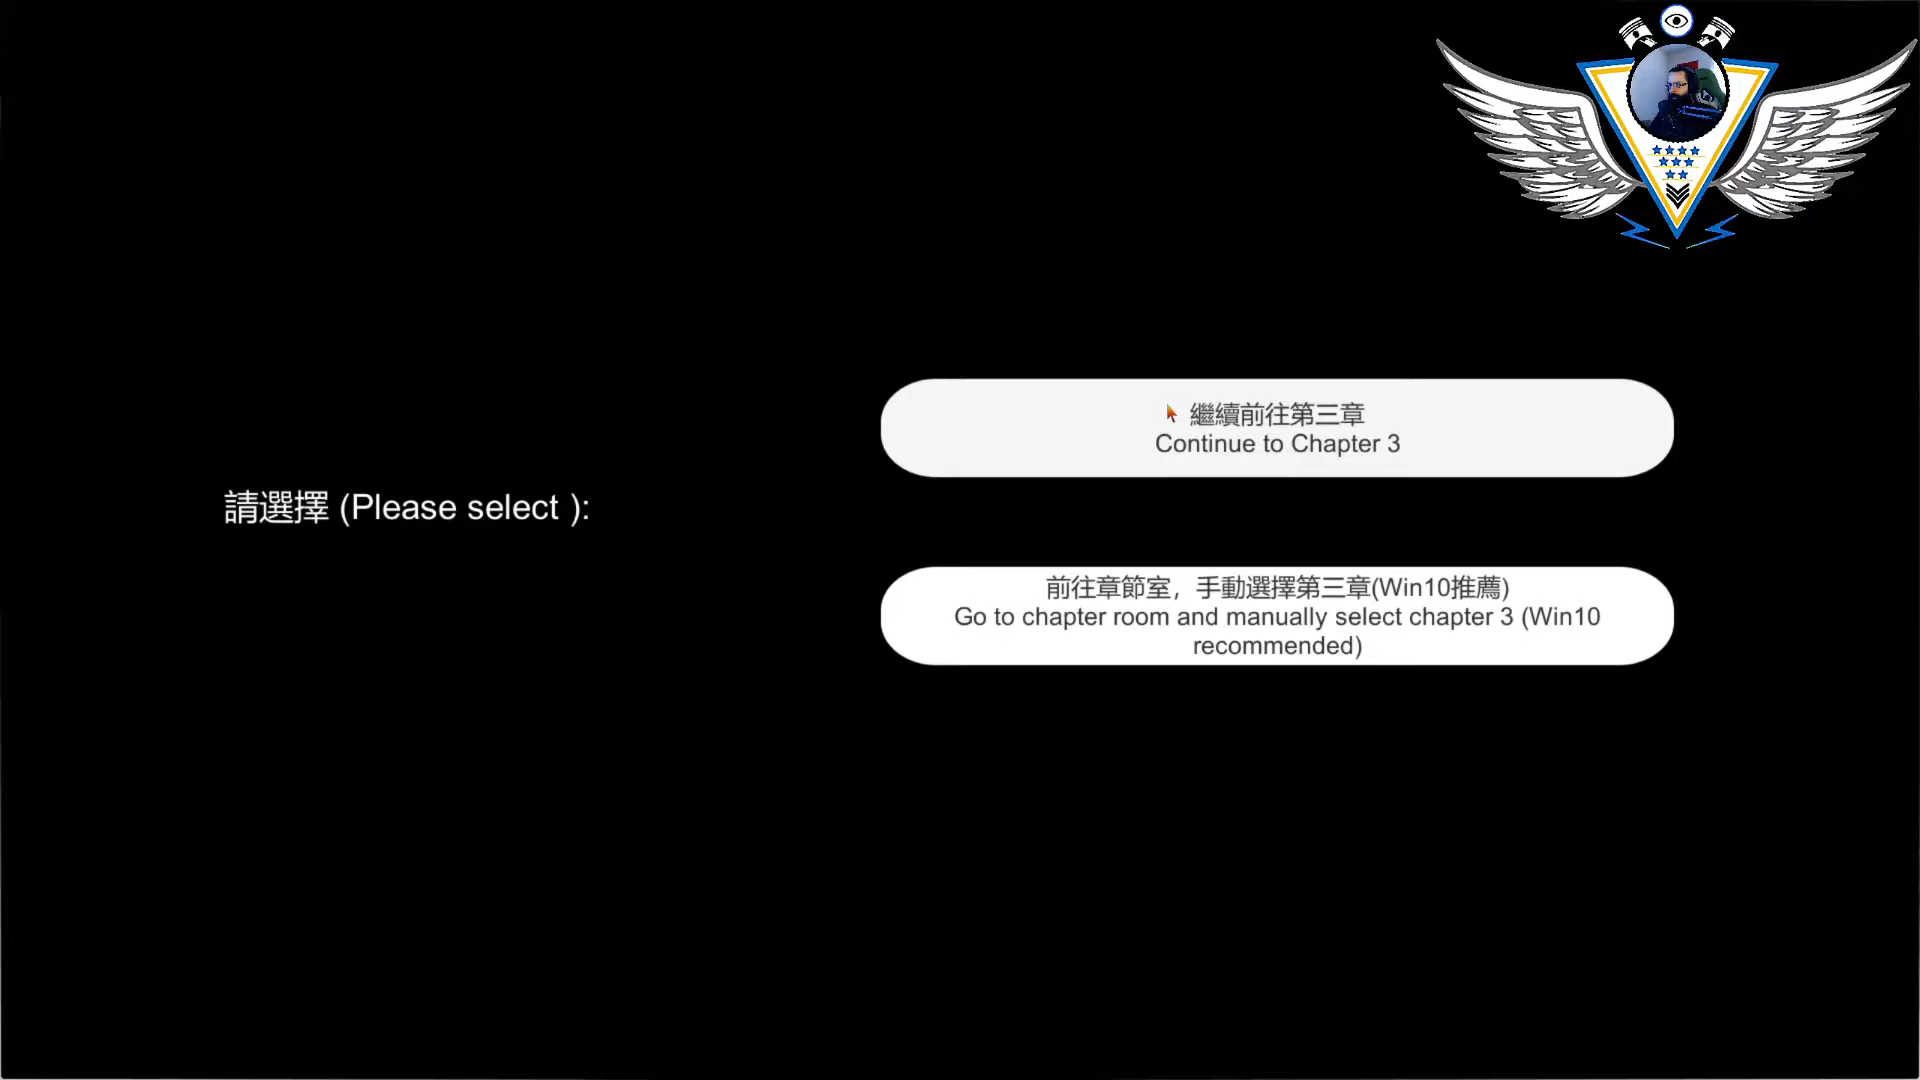 請選擇 (Please select ):
繼續前往第三章
Continue to Chapter 3
前往章節室，手動選擇第三章(Win10推薦)
Go to chapter room and manually select chapter 3 (Win10
recommended)